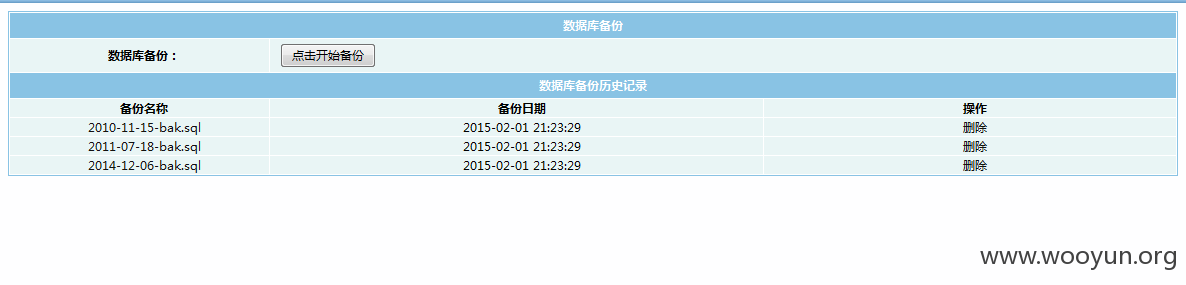 数据库备份
数据库备份： 点击开始备份
数据库备份历史记录
备份名称 备份日期 操作
2010-11-15-bak.sql 2015-02-01 21:23:29 删除
2011-07-18-bak.sql 2015-02-01 21:23:29 删除
2014-12-06-bak.sql 2015-02-01 21:23:29 删除
www.wooyun.org